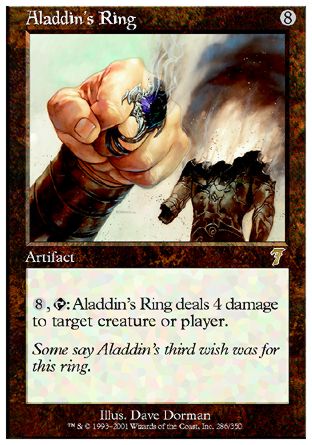 Aladdin's Ring 8
Artifact
8, T: Aladdin's Ring deals 4 damage
to target creature or player.
Some say Aladdin's third wish was for
this ring.
Illus. Dave Dorman
™ & © 1993–2001 Wizards of the Coast, Inc. 286/350